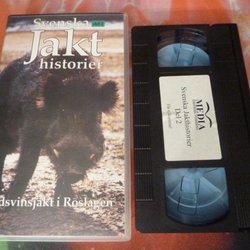 Svenska
Jakt
historier
dsvinsjakt i Roslagen
MEDIA
Svenska Jakthistorier
Del 2